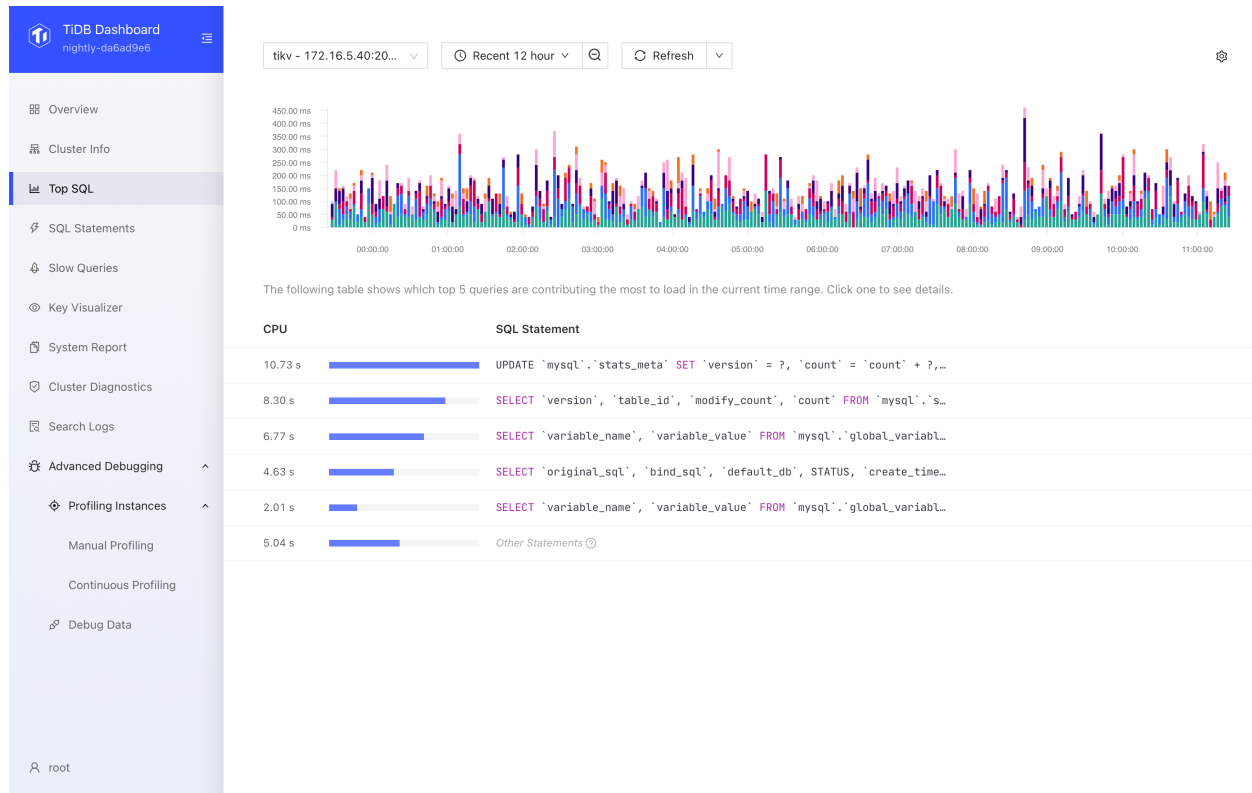 TiDB Dashboard
nightly-da6ad9e6
Overview
Cluster Info
Top SQL
SQL Statements
Slow Queries
Key Visualizer
System Report
Cluster Diagnostics
Search Logs
Advanced Debugging
Profiling Instances
Manual Profiling
Continuous Profiling
Debug Data
root
tikv - 172.16.5.40:20... Recent 12 hour Refresh
450.00 ms
400.00 ms
350.00 ms
300.00 ms
250.00 ms
200.00 ms
150.00 ms
100.00 ms
50.00 ms
0 ms
00:00:00 01:00:00 02:00:00 03:00:00 04:00:00 05:00:00 06:00:00 07:00:00 08:00:00 09:00:00 10:00:00 11:00:00
The following table shows which top 5 queries are contributing the most to load in the current time range. Click one to see details.
CPU SQL Statement
10.73 s UPDATE `mysql`.`stats_meta` SET `version` = ?, `count` = `count` + ?,…
8.30 s SELECT `version`, `table_id`, `modify_count`, `count` FROM `mysql`.`s…
6.77 s SELECT `variable_name`, `variable_value` FROM `mysql`.`global_variabl…
4.63 s SELECT `original_sql`, `bind_sql`, `default_db`, STATUS, `create_time…
2.01 s SELECT `variable_name`, `variable_value` FROM `mysql`.`global_variabl…
5.04 s Other Statements